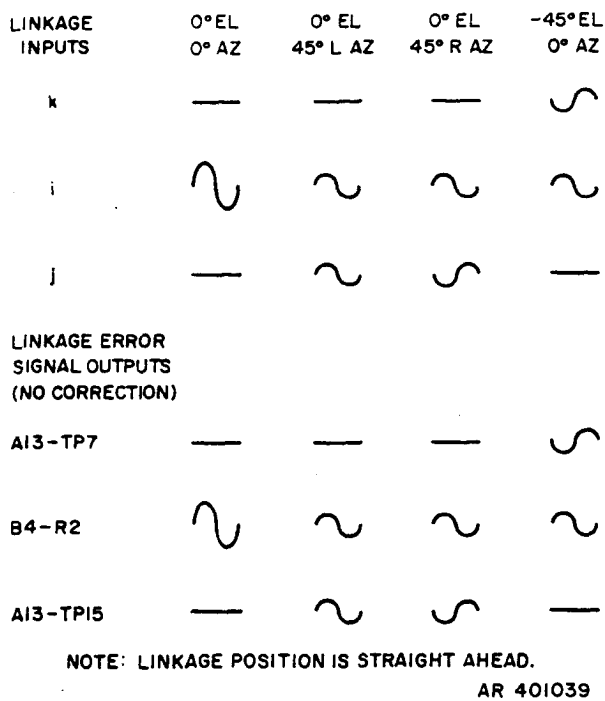 LINKAGE 0° EL 0° EL 0° EL -45° EL
INPUTS 0° AZ 45° L AZ 45° R AZ 0° AZ
k
i
j
LINKAGE ERROR
SIGNAL OUTPUTS
(NO CORRECTION)
A13-TP7
B4-R2
A13-TP15
NOTE: LINKAGE POSITION IS STRAIGHT AHEAD.
AR 401039